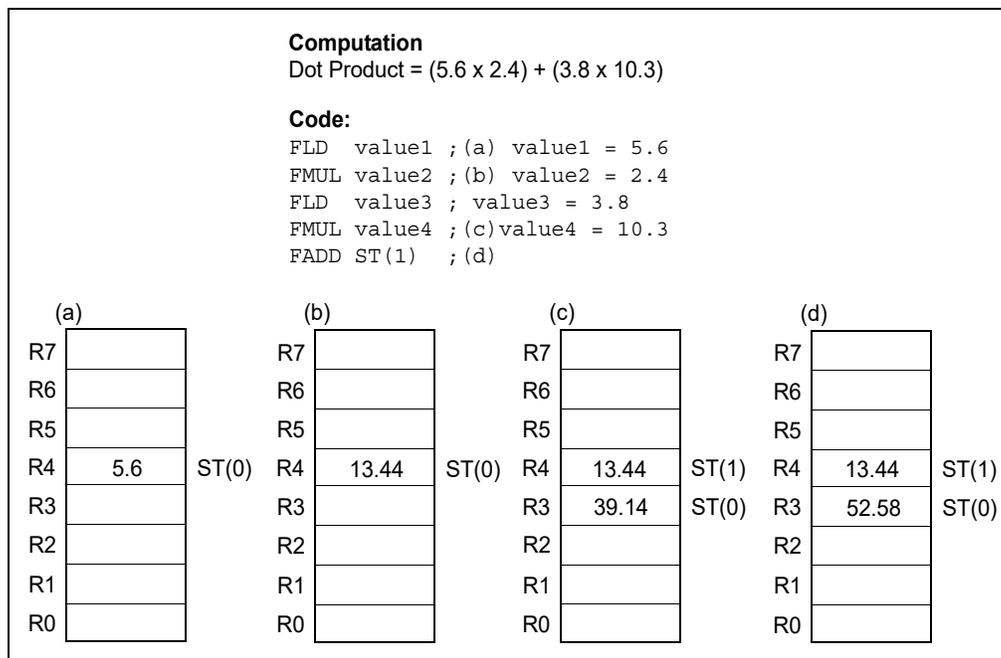 Computation
Dot Product = (5.6 x 2.4) + (3.8 x 10.3)
Code:
FLD  value1 ;(a) value1 = 5.6
FMUL value2 ;(b) value2 = 2.4
FLD  value3 ; value3 = 3.8
FMUL value4 ;(c)value4 = 10.3
FADD ST(1)  ;(d)
(a)
R7
R6
R5
R4 5.6 ST(0)
R3
R2
R1
R0
(b)
R7
R6
R5
R4 13.44 ST(0)
R3
R2
R1
R0
(c)
R7
R6
R5
R4 13.44 ST(1)
R3 39.14 ST(0)
R2
R1
R0
(d)
R7
R6
R5
R4 13.44 ST(1)
R3 52.58 ST(0)
R2
R1
R0